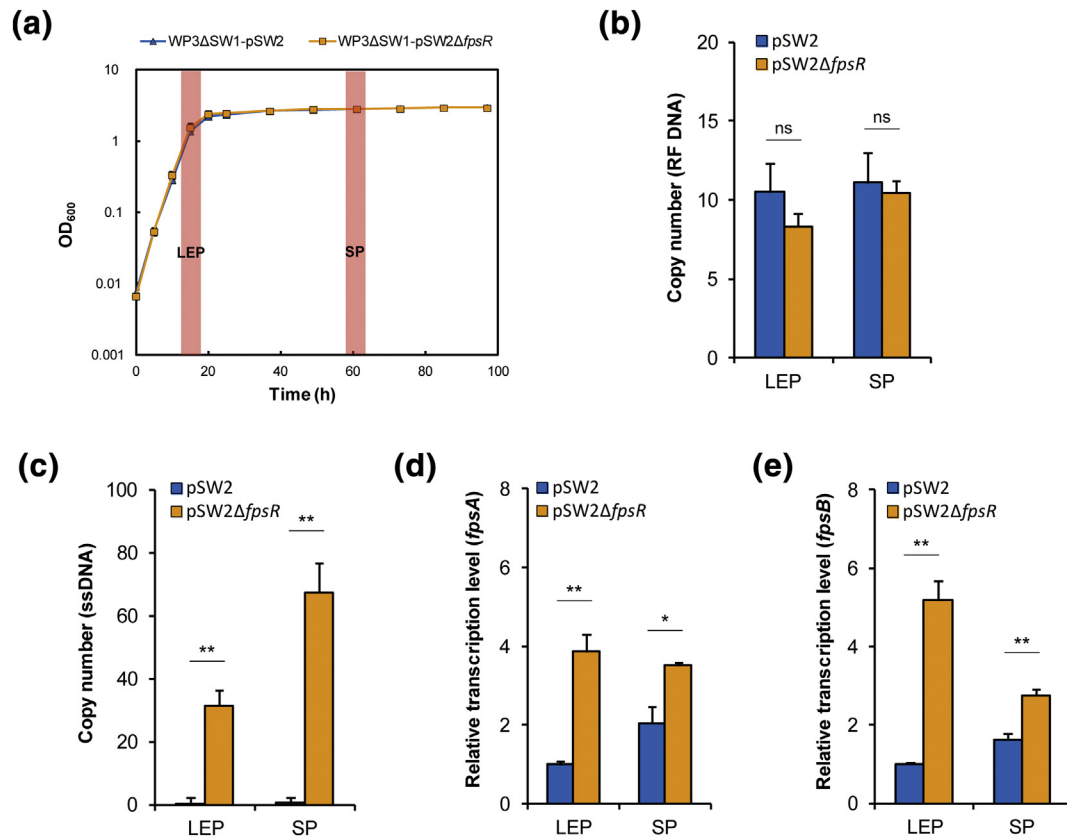 (a)
WP3ΔSW1-pSW2
WP3ΔSW1-pSW2ΔfpsR
10
1
0.1
0.01
0.001
OD600
LEP
SP
0
20
40
60
80
100
Time (h)
(b)
pSW2
pSW2ΔfpsR
20
15
10
5
0
Copy number (RF DNA)
ns
ns
LEP
SP
(c)
pSW2
pSW2ΔfpsR
100
80
60
40
20
0
Copy number (ssDNA)
**
**
LEP
SP
(d)
pSW2
pSW2ΔfpsR
8
6
4
2
0
Relative transcription level (fpsA)
**
*
LEP
SP
(e)
pSW2
pSW2ΔfpsR
8
6
4
2
0
Relative transcription level (fpsB)
**
**
LEP
SP